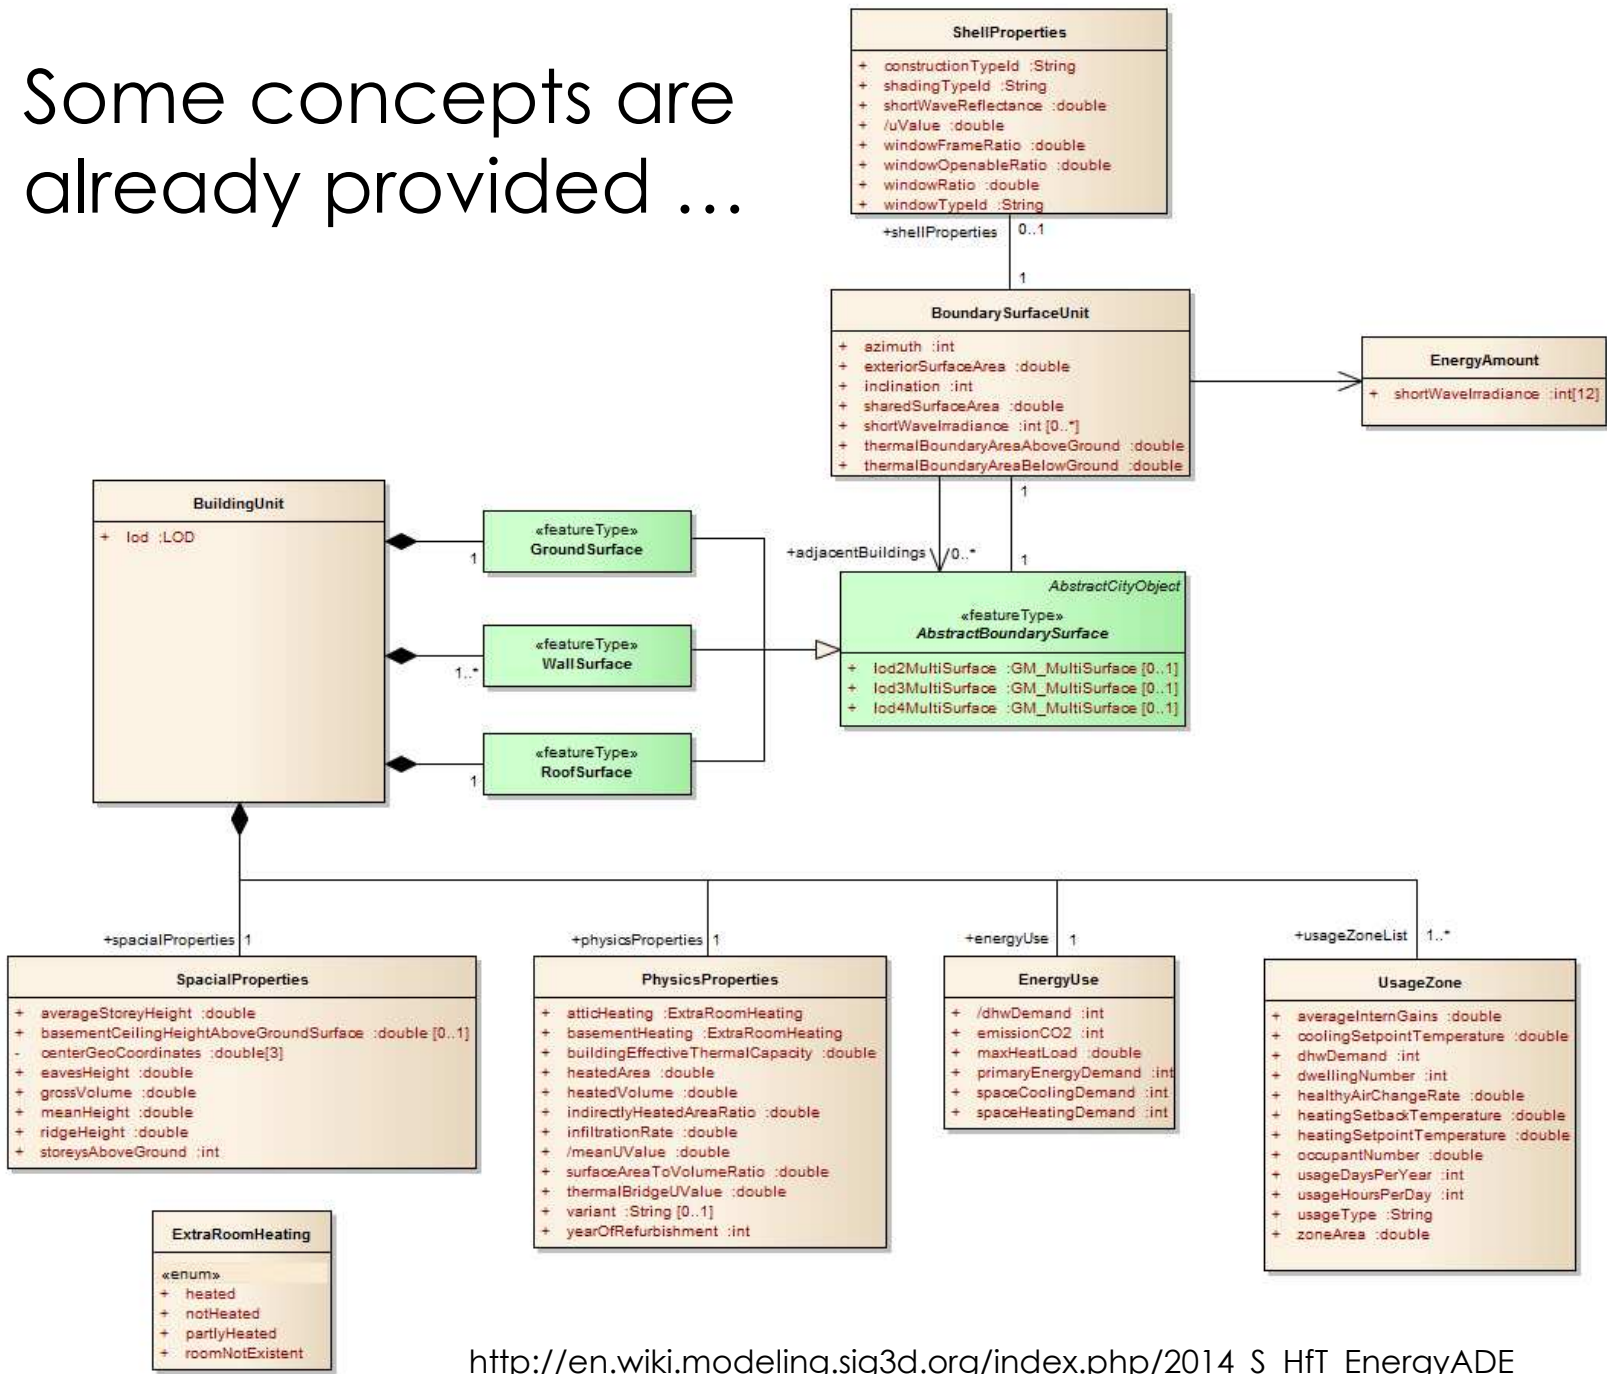 Some concepts are
already provided ...
ShellProperties
+ constructionTypeId :String
+ shadingTypeId :String
+ shortWaveReflectance :double
+ /uValue :double
+ windowFrameRatio :double
+ windowOpenableRatio :double
+ windowRatio :double
+ windowTypeId :String
+shellProperties 0..1
1
BoundarySurfaceUnit
+ azimuth :int
+ exteriorSurfaceArea :double
+ inclination :int
+ sharedSurfaceArea :double
+ shortWaveIrradiance :int [0..*]
+ thermalBoundaryAreaAboveGround :double
+ thermalBoundaryAreaBelowGround :double
EnergyAmount
+ shortWaveIrradiance :int[12]
1
+adjacentBuildings 0..*
1
BuildingUnit
+ lod :LOD
«featureType»
GroundSurface
1
«featureType»
WallSurface
1..*
«featureType»
RoofSurface
1
AbstractCityObject
«featureType»
AbstractBoundarySurface
+ lod2MultiSurface :GM_MultiSurface [0..1]
+ lod3MultiSurface :GM_MultiSurface [0..1]
+ lod4MultiSurface :GM_MultiSurface [0..1]
+spacialProperties 1
+physicsProperties 1
+energyUse 1
+usageZoneList 1..*
SpacialProperties
+ averageStoreyHeight :double
+ basementCeilingHeightAboveGroundSurface :double [0..1]
- centerGeoCoordinates :double[3]
+ eavesHeight :double
+ grossVolume :double
+ meanHeight :double
+ ridgeHeight :double
+ storeysAboveGround :int
PhysicsProperties
+ atticHeating :ExtraRoomHeating
+ basementHeating :ExtraRoomHeating
+ buildingEffectiveThermalCapacity :double
+ heatedArea :double
+ heatedVolume :double
+ indirectlyHeatedAreaRatio :double
+ infiltrationRate :double
+ /meanUValue :double
+ surfaceAreaToVolumeRatio :double
+ thermalBridgeUValue :double
+ variant :String [0..1]
+ yearOfRefurbishment :int
EnergyUse
+ /dhwDemand :int
+ emissionCO2 :int
+ maxHeatLoad :double
+ primaryEnergyDemand :int
+ spaceCoolingDemand :int
+ spaceHeatingDemand :int
UsageZone
+ averageInternGains :double
+ coolingSetpointTemperature :double
+ dhwDemand :int
+ dwellingNumber :int
+ healthyAirChangeRate :double
+ heatingSetbackTemperature :double
+ heatingSetpointTemperature :double
+ occupantNumber :double
+ usageDaysPerYear :int
+ usageHoursPerDay :int
+ usageType :String
+ zoneArea :double
ExtraRoomHeating
«enum»
+ heated
+ notHeated
+ partlyHeated
+ roomNotExistent
http://en.wiki.modeling.sig3d.org/index.php/2014_S_HfT_EnergyADE